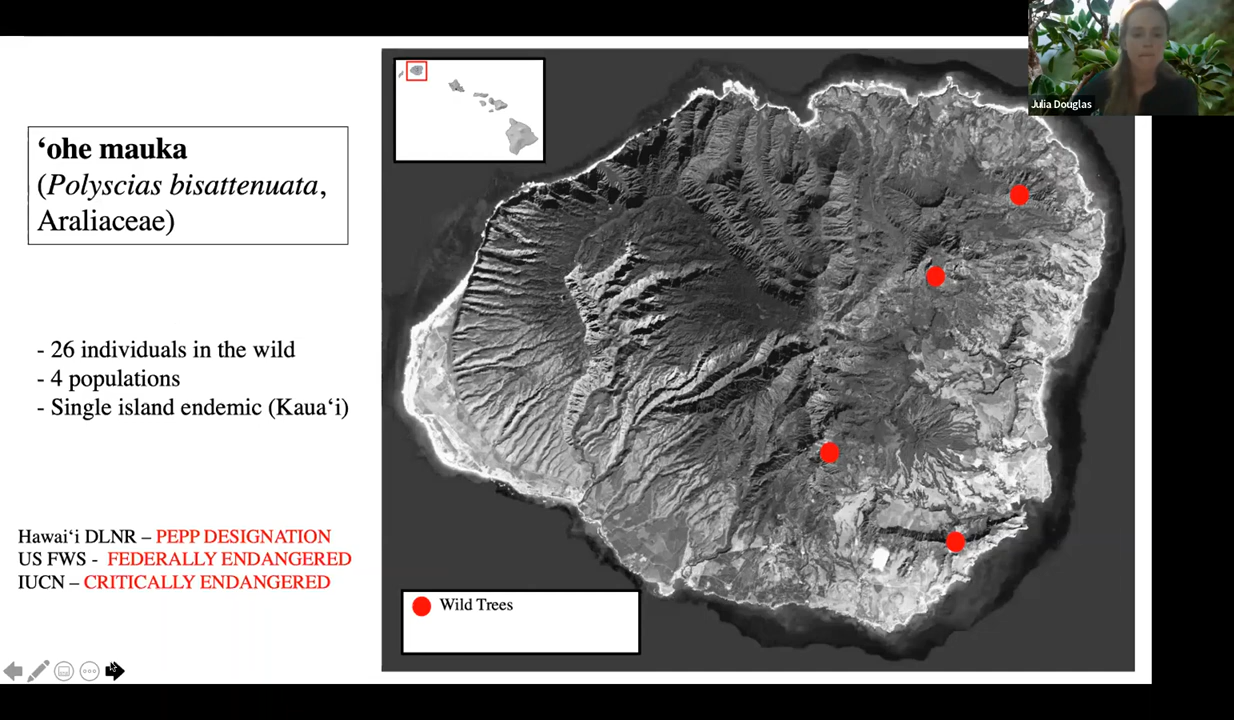 ‘ohe mauka
(Polyscias bisattenuata,
Araliaceae)
- 26 individuals in the wild
- 4 populations
- Single island endemic (Kaua‘i)
Hawai‘i DLNR – PEPP DESIGNATION
US FWS - FEDERALLY ENDANGERED
IUCN – CRITICALLY ENDANGERED
Wild Trees
Julia Douglas